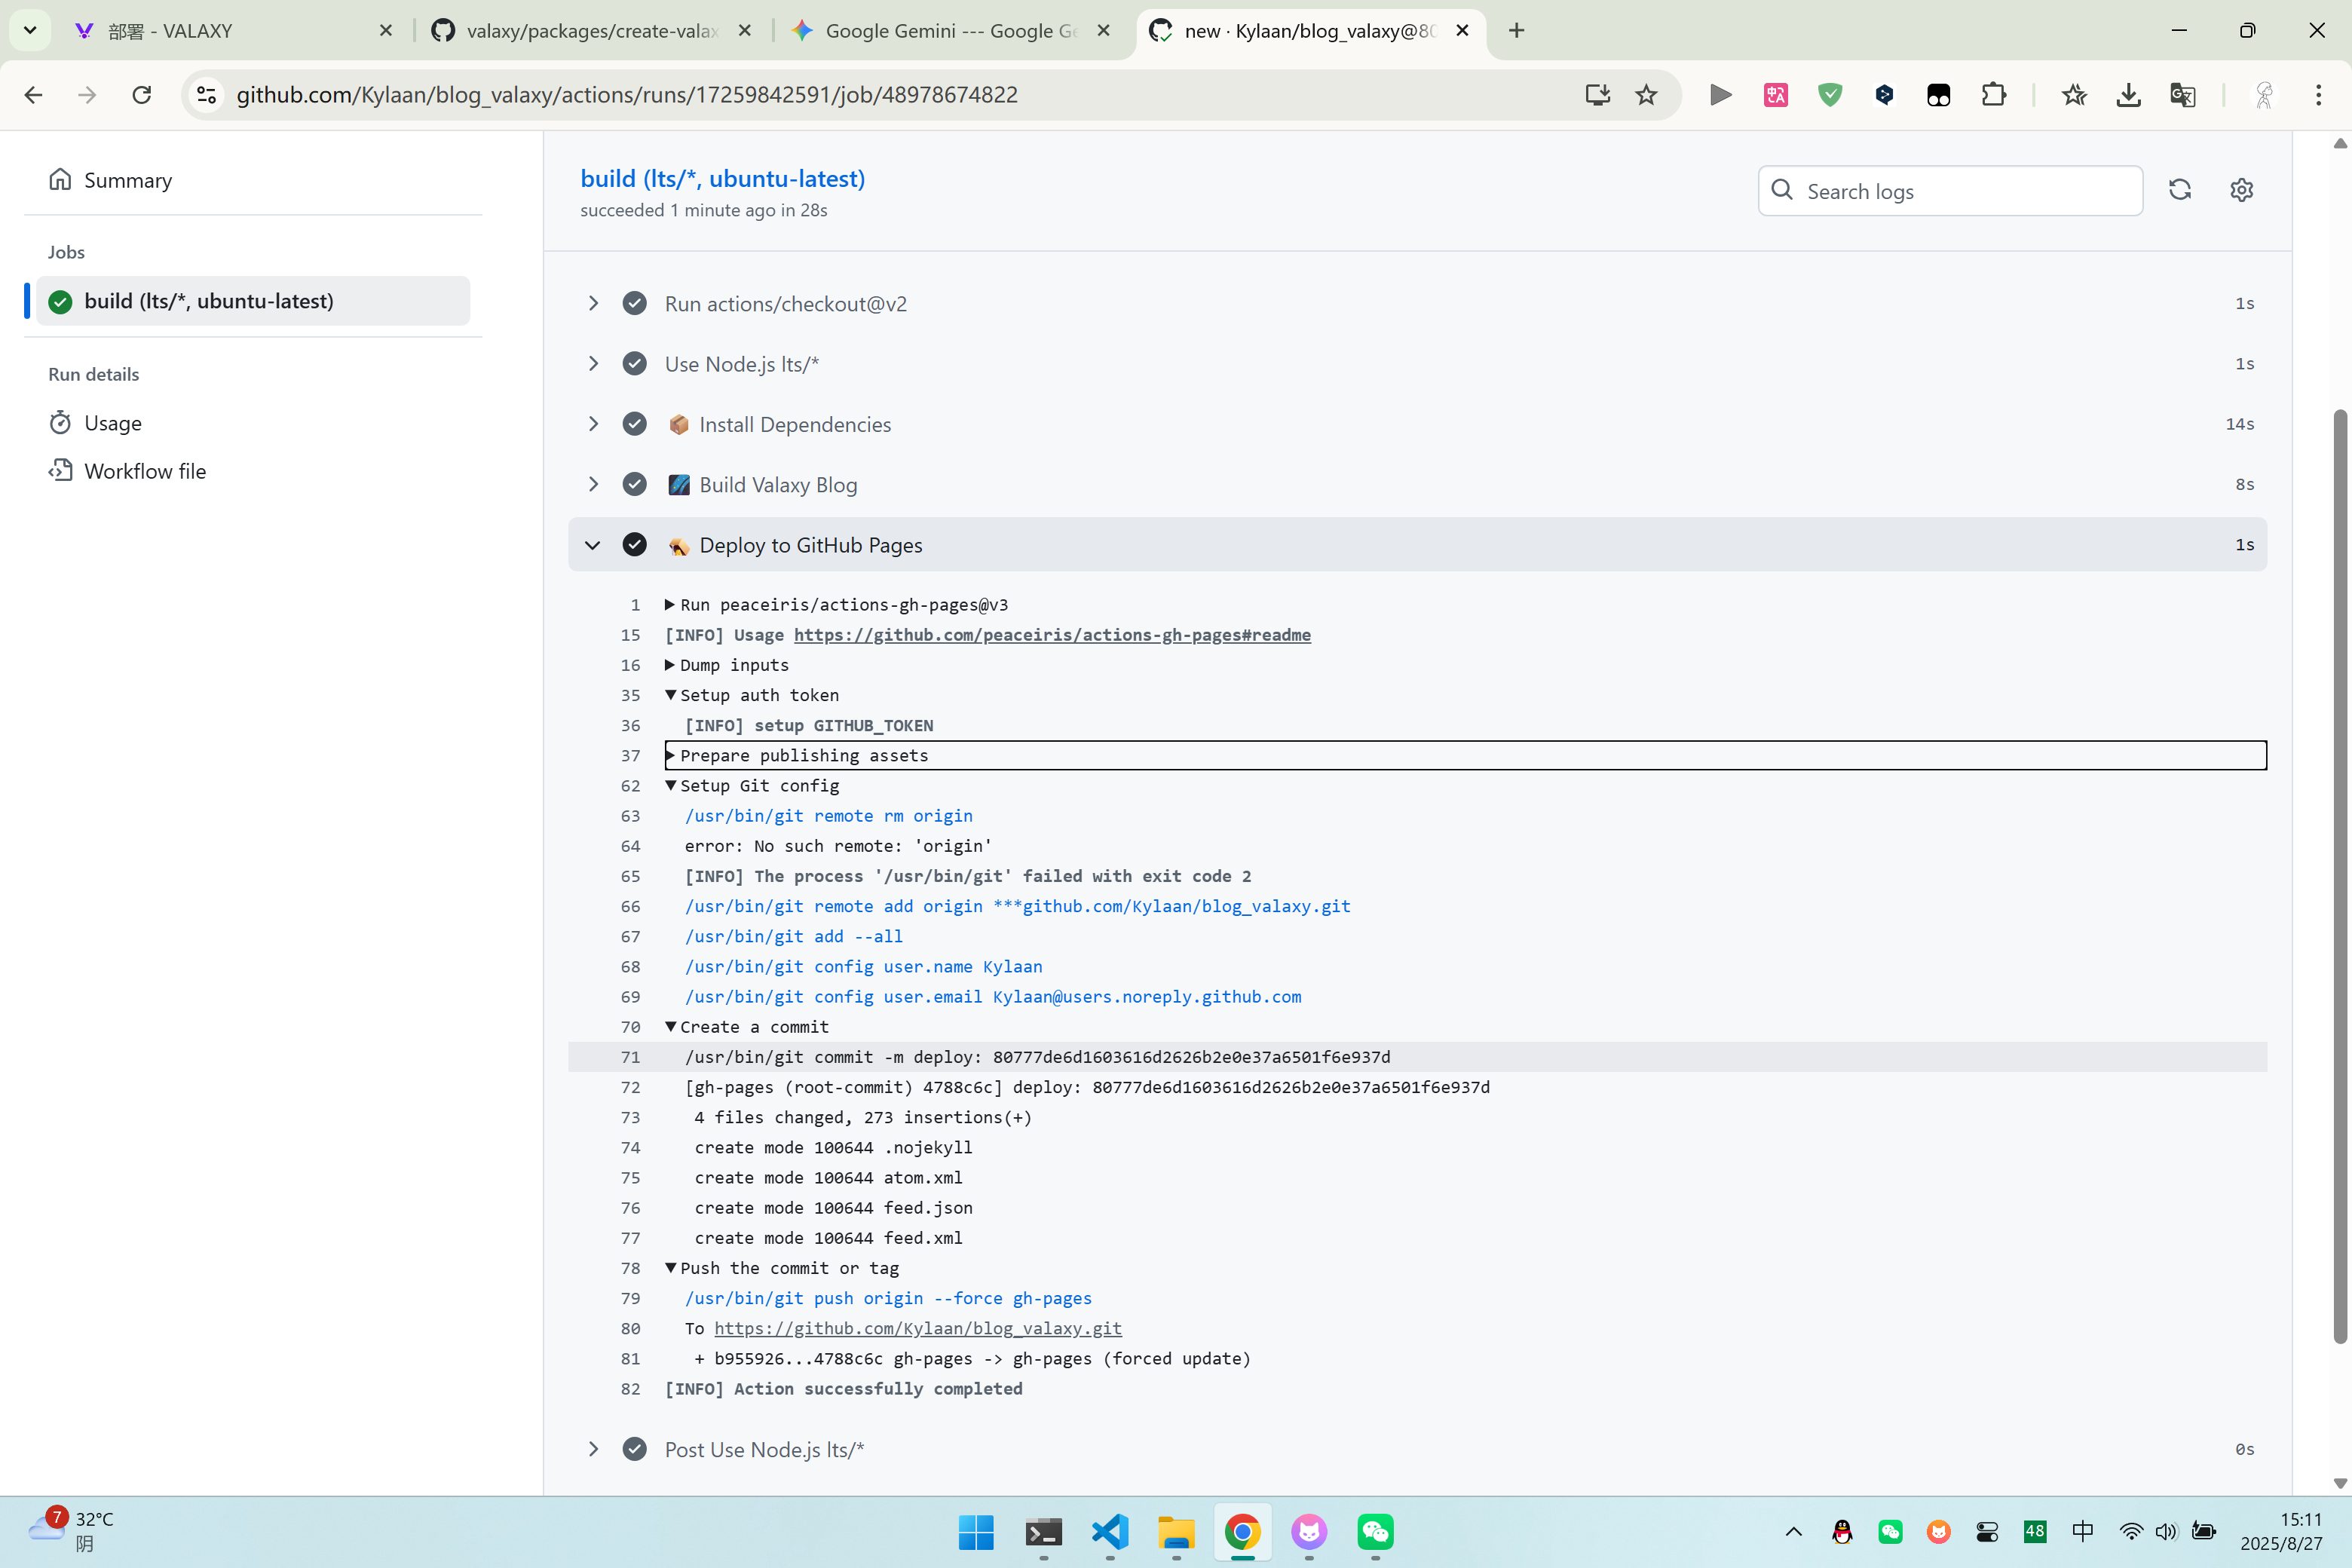 部署 - VALAXY
valaxy/packages/create-valax
Google Gemini --- Google Ge
new · Kylaan/blog_valaxy@80
github.com/Kylaan/blog_valaxy/actions/runs/17259842591/job/48978674822
Summary
Jobs
build (lts/*, ubuntu-latest)
Run details
Usage
Workflow file
build (lts/*, ubuntu-latest)
succeeded 1 minute ago in 28s
Search logs
Run actions/checkout@v2 1s
Use Node.js lts/* 1s
📦 Install Dependencies 14s
🌌 Build Valaxy Blog 8s
Deploy to GitHub Pages 1s
1 ▶Run peaceiris/actions-gh-pages@v3
15 [INFO] Usage https://github.com/peaceiris/actions-gh-pages#readme
16 ▶Dump inputs
35 ▼Setup auth token
36 [INFO] setup GITHUB_TOKEN
37 ▶Prepare publishing assets
62 ▼Setup Git config
63 /usr/bin/git remote rm origin
64 error: No such remote: 'origin'
65 [INFO] The process '/usr/bin/git' failed with exit code 2
66 /usr/bin/git remote add origin ***github.com/Kylaan/blog_valaxy.git
67 /usr/bin/git add --all
68 /usr/bin/git config user.name Kylaan
69 /usr/bin/git config user.email Kylaan@users.noreply.github.com
70 ▼Create a commit
71 /usr/bin/git commit -m deploy: 80777de6d1603616d2626b2e0e37a6501f6e937d
72 [gh-pages (root-commit) 4788c6c] deploy: 80777de6d1603616d2626b2e0e37a6501f6e937d
73 4 files changed, 273 insertions(+)
74 create mode 100644 .nojekyll
75 create mode 100644 atom.xml
76 create mode 100644 feed.json
77 create mode 100644 feed.xml
78 ▼Push the commit or tag
79 /usr/bin/git push origin --force gh-pages
80 To https://github.com/Kylaan/blog_valaxy.git
81 + b955926...4788c6c gh-pages -> gh-pages (forced update)
82 [INFO] Action successfully completed
Post Use Node.js lts/* 0s
7
32°C
阴
48
中
15:11
2025/8/27